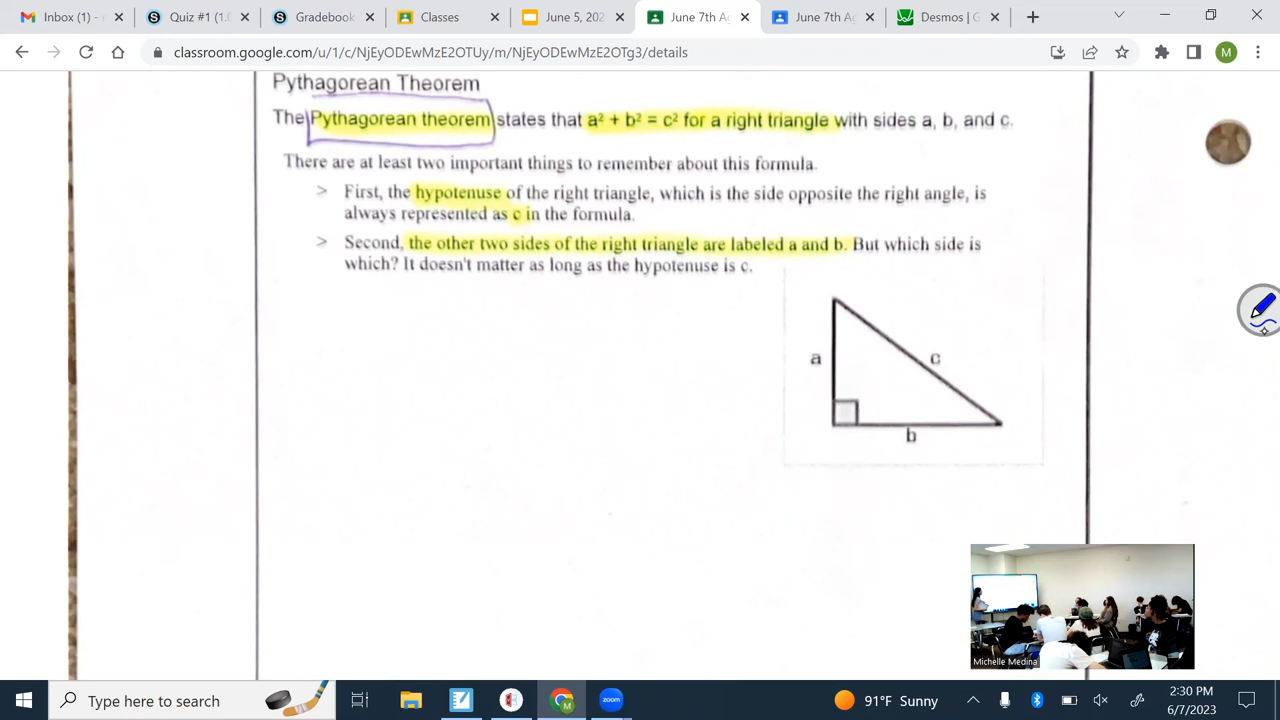 Inbox (1) -
Quiz IV (1.0
Gradebook
Classes
June 5, 202
June 7th Ag
June 7th Ag
Desmos | G
classroom.google.com/u/1/c/NjEyODEwMzE2OTUy/m/NjEyODEwMzE2OTg3/details
M
Pythagorean Theorem
The Pythagorean theorem states that a² + b² = c² for a right triangle with sides a, b, and c.
There are at least two important things to remember about this formula.
> First, the hypotenuse of the right triangle, which is the side opposite the right angle, is
always represented as c in the formula.
> Second, the other two sides of the right triangle are labeled a and b. But which side is
which? It doesn't matter as long as the hypotenuse is c.
a
c
b
Michelle Medina
Type here to search
zoom
91°F Sunny
2:30 PM
6/7/2023